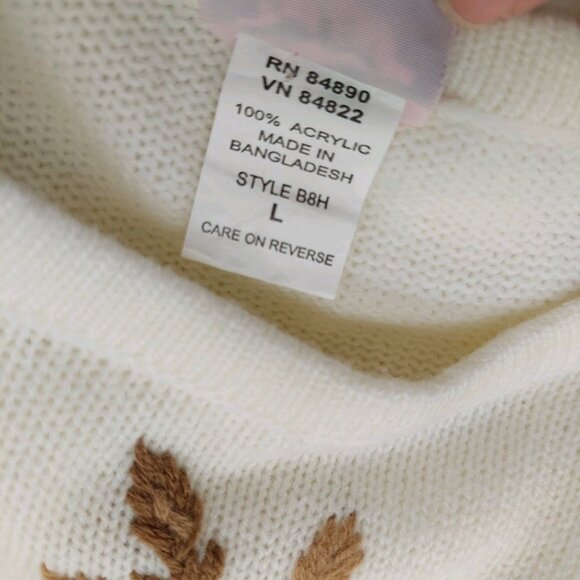 RN 84890
VN 84822
100% ACRYLIC
MADE IN
BANGLADESH
STYLE B8H
L
CARE ON REVERSE